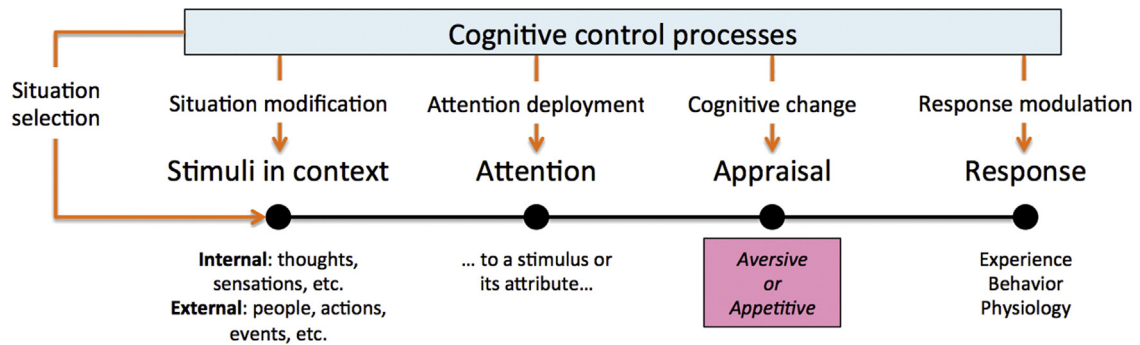 Cognitive control processes
Situation
selection
Situation modification
Attention deployment
Cognitive change
Response modulation
Stimuli in context
Attention
Appraisal
Response
Internal: thoughts,
sensations, etc.
External: people, actions,
events, etc.
... to a stimulus or
its attribute...
Aversive
or
Appetitive
Experience
Behavior
Physiology